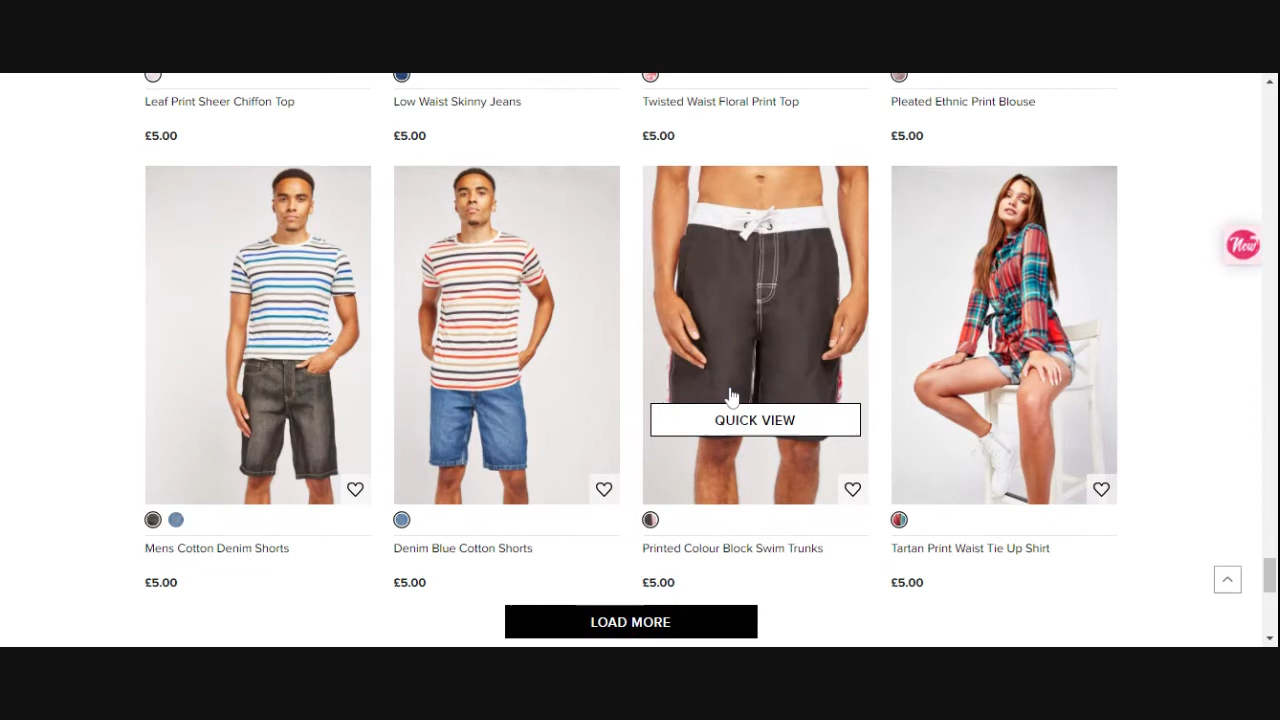 Leaf Print Sheer Chiffon Top
Low Waist Skinny Jeans
Twisted Waist Floral Print Top
Pleated Ethnic Print Blouse
£5.00
£5.00
£5.00
£5.00
New
QUICK VIEW
Mens Cotton Denim Shorts
Denim Blue Cotton Shorts
Printed Colour Block Swim Trunks
Tartan Print Waist Tie Up Shirt
£5.00
£5.00
£5.00
£5.00
LOAD MORE